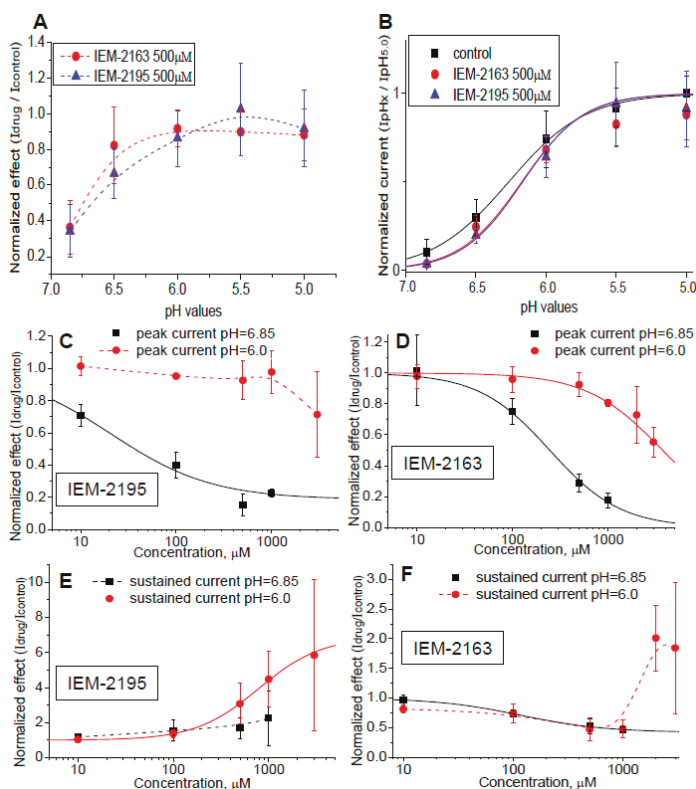 A
IEM-2163 500µM
IEM-2195 500µM
Normalized effect (Idrug / Icontrol)
1.4
1.2
1.0
0.8
0.6
0.4
0.2
7.0
6.5
6.0
5.5
5.0
pH values
B
control
IEM-2163 500µM
IEM-2195 500µM
Normalized current (IpHx / IpH5.0)
1
0
7.0
6.5
6.0
5.5
5.0
pH values
C
peak current pH=6.85
peak current pH=6.0
Normalized effect (Idrug/Icontrol)
1.2
1.0
0.8
0.6
0.4
0.2
0.0
IEM-2195
10
100
1000
Concentration, µM
D
peak current pH=6.85
peak current pH=6.0
Normalized effect (Idrug/Icontrol)
1.2
1.0
0.8
0.6
0.4
0.2
0.0
IEM-2163
10
100
1000
Concentration, µM
E
sustained current pH=6.85
sustained current pH=6.0
Normalized effect (Idrug/Icontrol)
10
8
6
4
2
0
IEM-2195
10
100
1000
Concentration, µM
F
sustained current pH=6.85
sustained current pH=6.0
Normalized effect (Idrug/Icontrol)
3.0
2.5
2.0
1.5
1.0
0.5
0.0
IEM-2163
10
100
1000
Concentration, µM